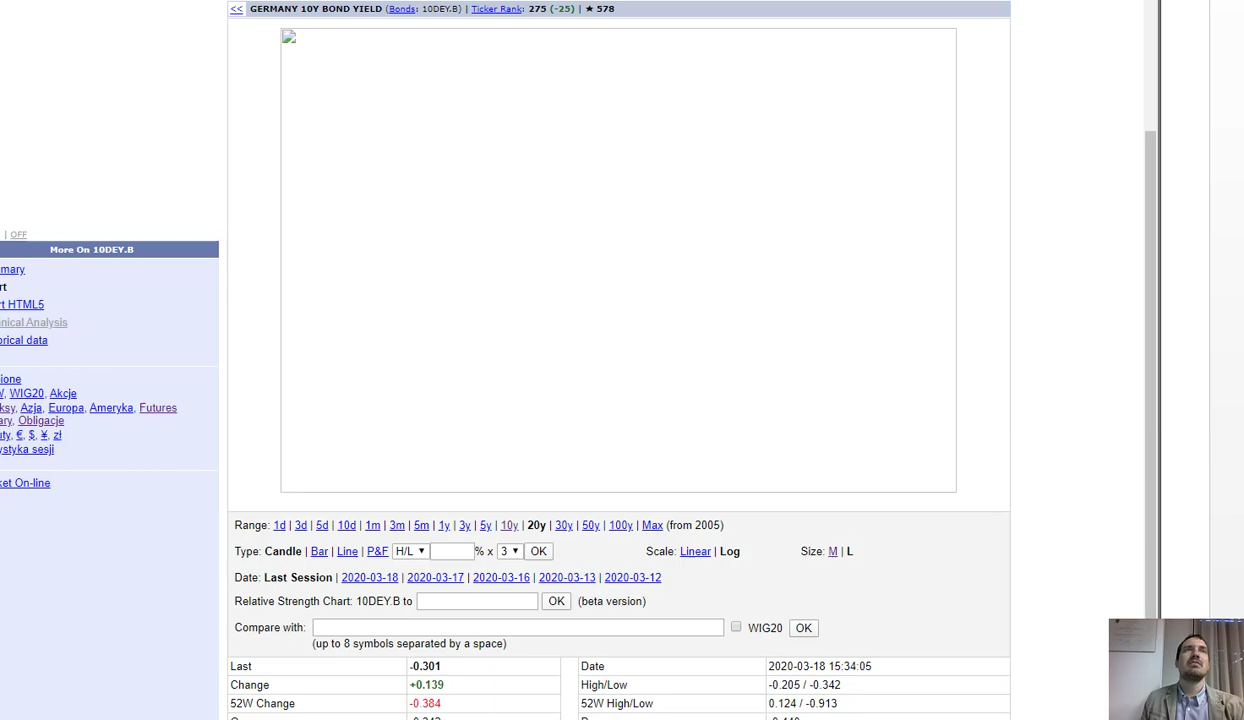 << GERMANY 10Y BOND YIELD (Bonds: 10DEY.B) | Ticker Rank: 275 (-25) | ★ 578
| OFF
More On 10DEY.B
mary
rt
rt HTML5
nical Analysis
orical data
ione
WIG20, Akcje
ksy, Azja, Europa, Ameryka, Futures
ary, Obligacje
uty, €, $, ¥, zł
ystyka sesji
ket On-line
Range: 1d | 3d | 5d | 10d | 1m | 3m | 5m | 1y | 3y | 5y | 10y | 20y | 30y | 50y | 100y | Max (from 2005)
Type: Candle | Bar | Line | P&F H/L % x 3 OK Scale: Linear | Log Size: M | L
Date: Last Session | 2020-03-18 | 2020-03-17 | 2020-03-16 | 2020-03-13 | 2020-03-12
Relative Strength Chart: 10DEY.B to OK (beta version)
Compare with: WIG20 OK
(up to 8 symbols separated by a space)
Last -0.301 Date 2020-03-18 15:34:05
Change +0.139 High/Low -0.205 / -0.342
52W Change -0.384 52W High/Low 0.124 / -0.913